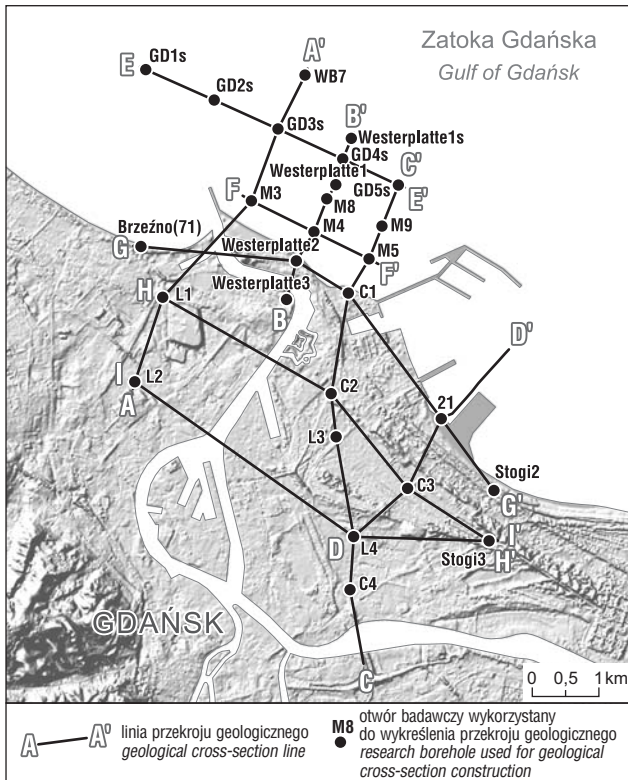 Zatoka Gdańska
Gulf of Gdańsk
E
GD1s
A'
WB7
GD2s
B'
GD3s
Westerplatte1s
GD4s
C'
Westerplatte1
GD5s
E'
F
M3
M8
M9
Brzeźno(71)
M4
G
Westerplatte2
M5
F'
H
L1
Westerplatte3
C1
B
D'
I
L2
A
C2
21
L3
Stogi2
C3
G'
D
L4
I'
Stogi3
H'
C4
GDAŃSK
C
0 0,5 1km
A A' linia przekroju geologicznego
geological cross-section line
M8 otwór badawczy wykorzystany
do wykreślenia przekroju geologicznego
research borehole used for geological
cross-section construction